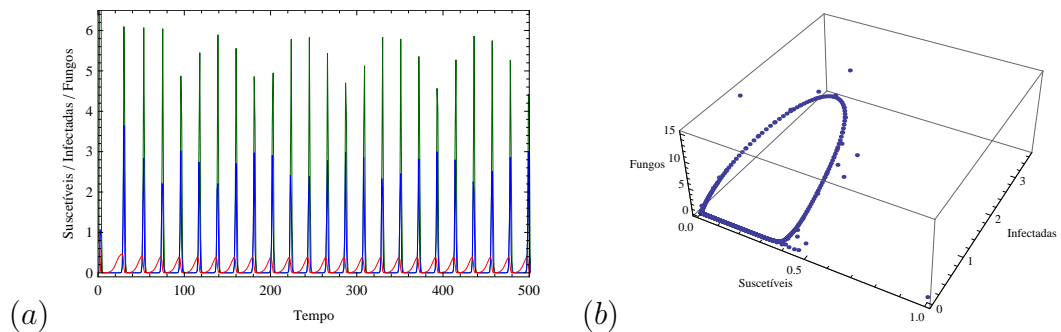 Suscetíveis / Infectadas / Fungos
6
5
4
3
2
1
0
0 100 200 300 400 500
Tempo
(a)
15
10
5
0
Fungos
0.0
0.5
1.0
Suscetíveis
0
1
2
3
Infectadas
(b)